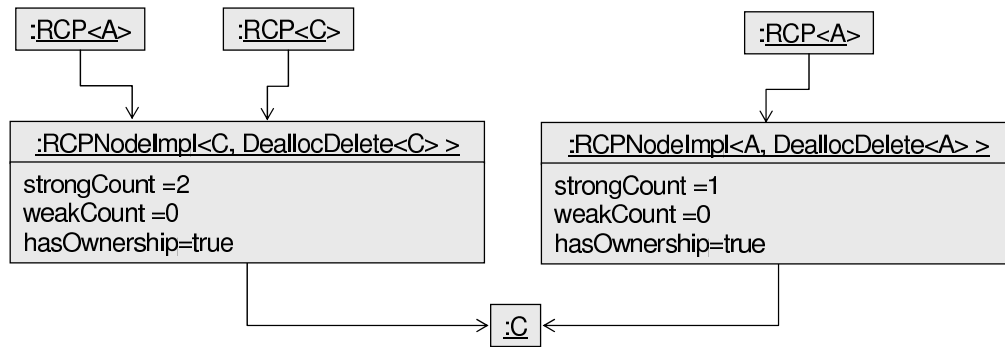 :RCP<A>
:RCP<C>
:RCP<A>
:RCPNodeImpl<C, DeallocDelete<C> >
strongCount =2
weakCount =0
hasOwnership=true
:RCPNodeImpl<A, DeallocDelete<A> >
strongCount =1
weakCount =0
hasOwnership=true
:C